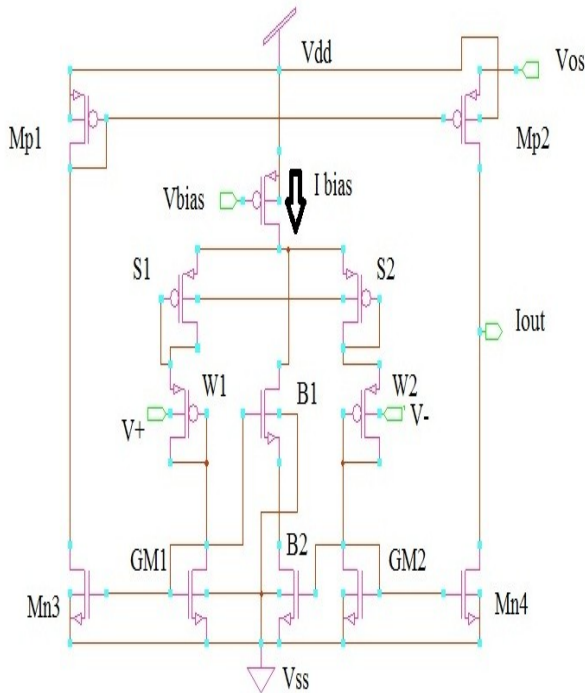 Vdd
Vos
Mp1
Mp2
Vbias
I bias
S1
S2
Iout
W1
B1
W2
V+
V-
GM1
B2
GM2
Mn3
Mn4
Vss